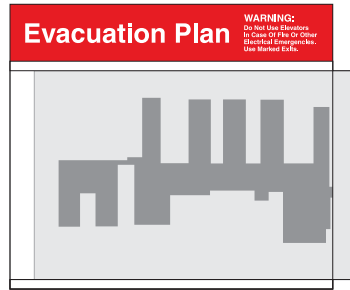 Evacuation Plan
WARNING:
Do Not Use Elevators
In Case Of Fire Or Other
Electrical Emergencies.
Use Marked Exits.